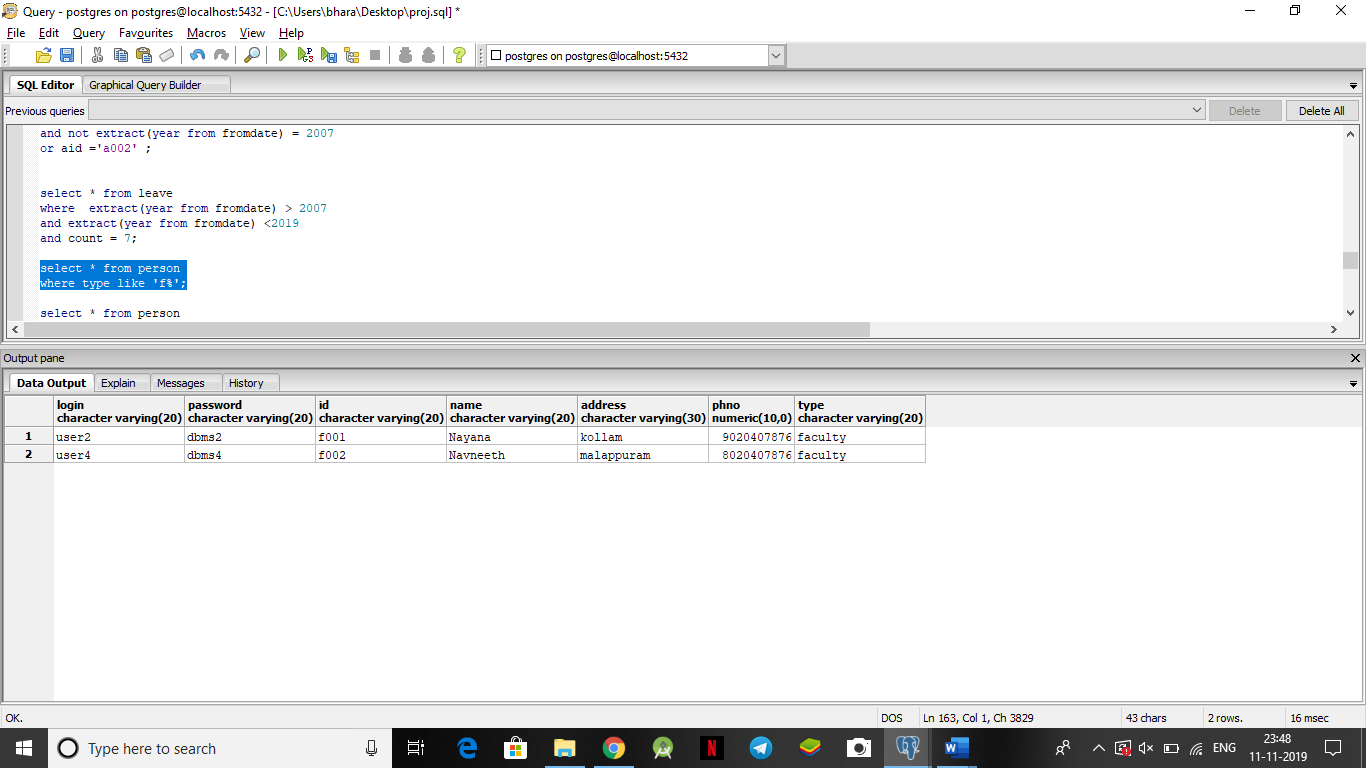 Query - postgres on postgres@localhost:5432 - [C:\Users\bhara\Desktop\proj.sql] *
File Edit Query Favourites Macros View Help
postgres on postgres@localhost:5432
SQL Editor Graphical Query Builder
Previous queries Delete Delete All
and not extract(year from fromdate) = 2007
or aid ='a002' ;
select * from leave
where  extract(year from fromdate) > 2007
and extract(year from fromdate) <2019
and count = 7;
select * from person
where type like 'f%';
select * from person
Output pane
Data Output Explain Messages History
login password id name address phno type
character varying(20) character varying(20) character varying(20) character varying(20) character varying(30) numeric(10,0) character varying(20)
1 user2 dbms2 f001 Nayana kollam 9020407876 faculty
2 user4 dbms4 f002 Navneeth malappuram 8020407876 faculty
OK. DOS Ln 163, Col 1, Ch 3829 43 chars 2 rows. 16 msec
Type here to search ENG 23:48
11-11-2019